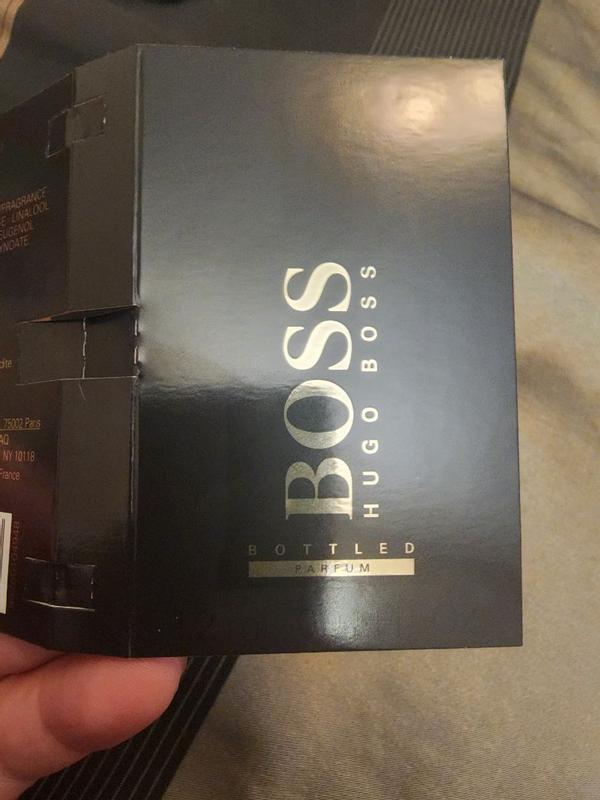 BOSS
HUGO BOSS
BOTTLED
PARFUM
FRAGRANCE
LINALOOL
EUGENOL
75002 Paris
NY 10118
France